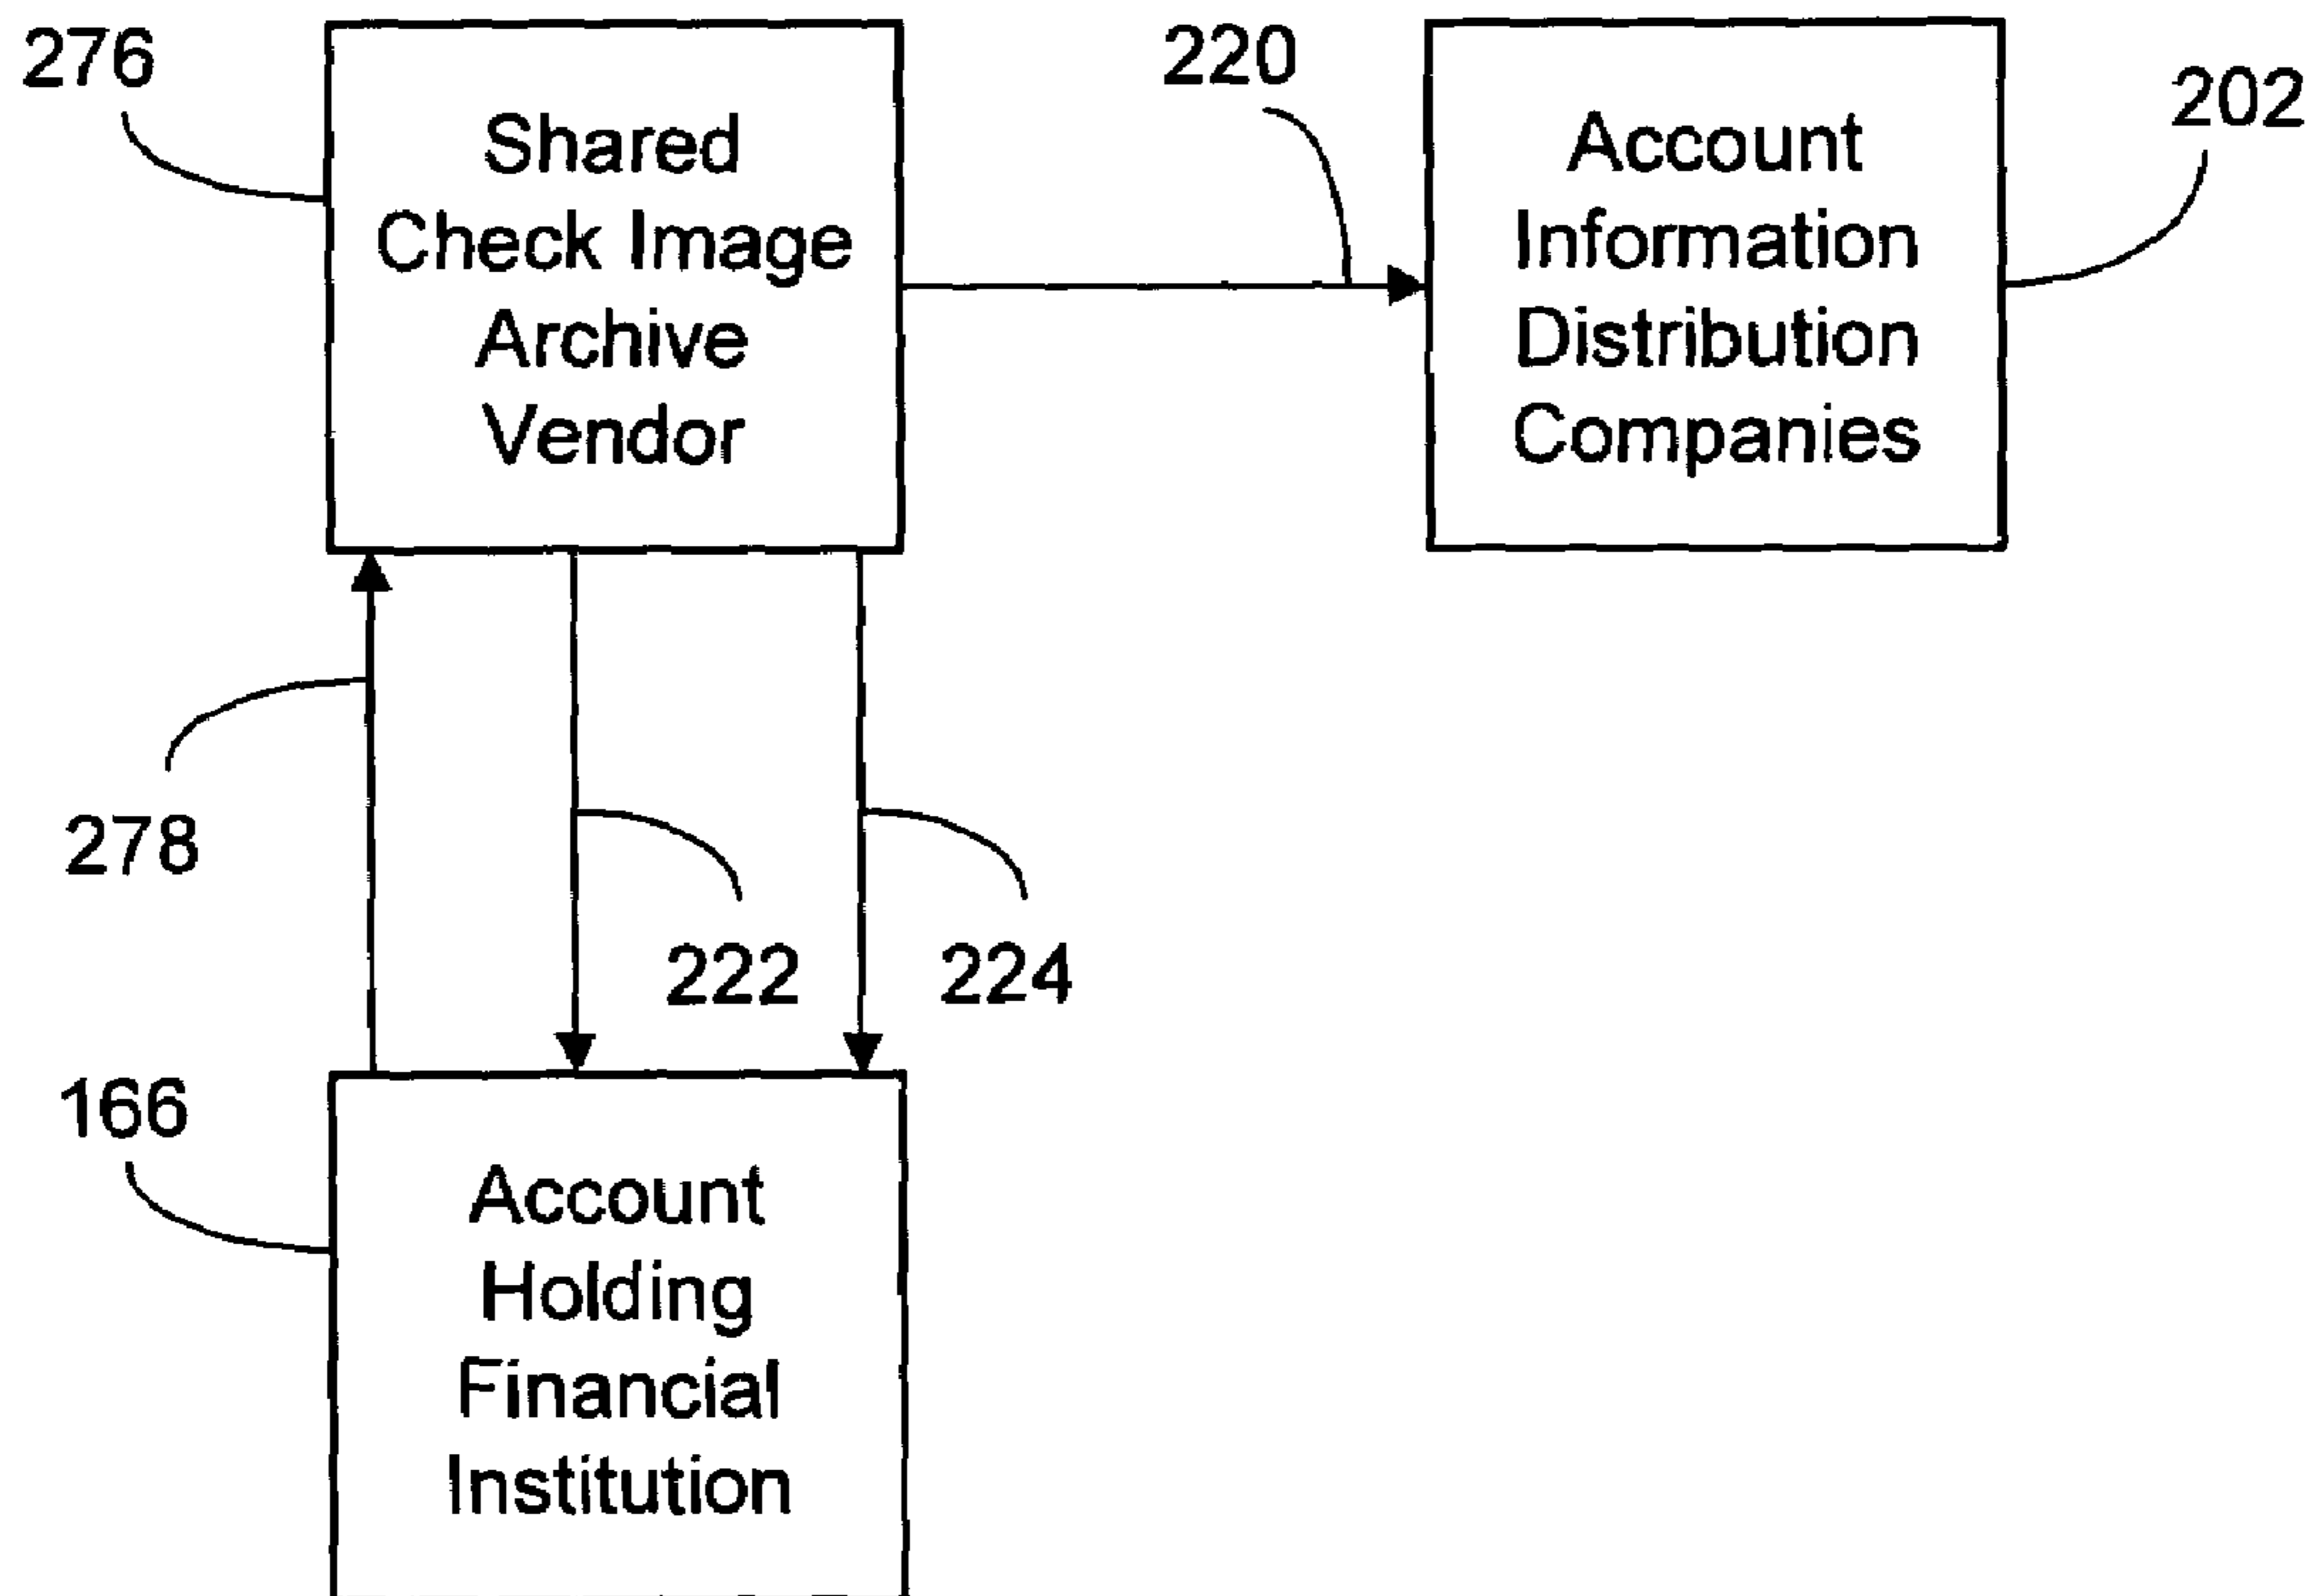 276
Shared
Check Image
Archive
Vendor
220
Account
Information
Distribution
Companies
202
278
222
224
166
Account
Holding
Financial
Institution